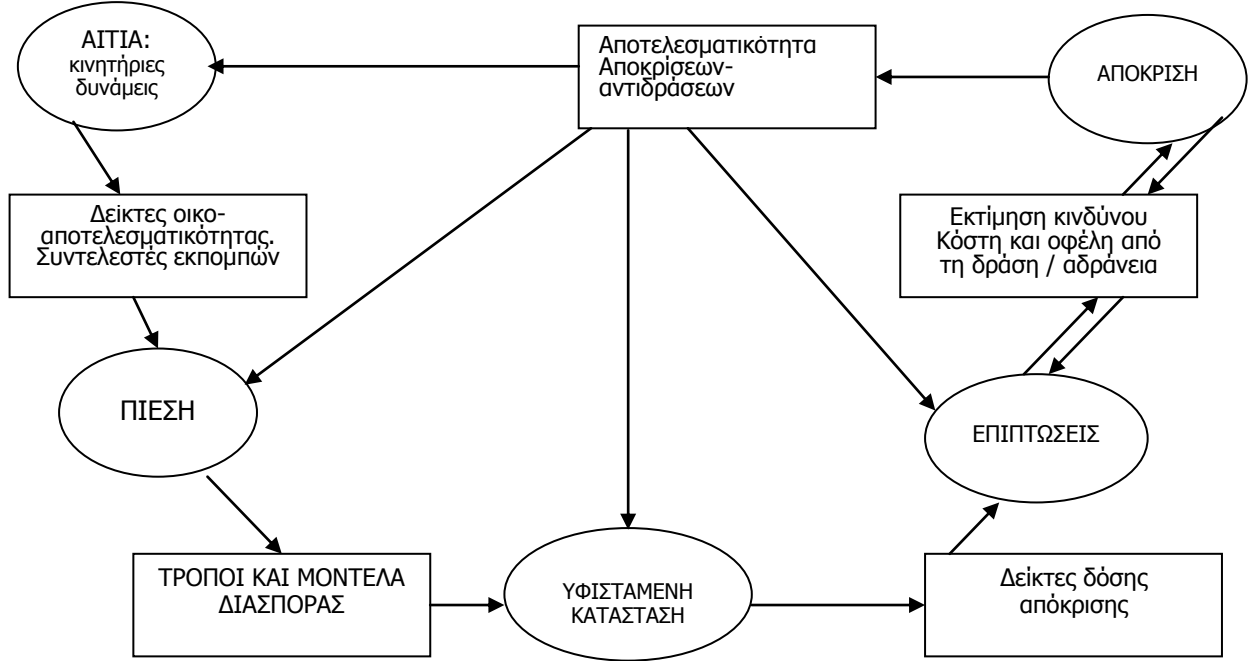 ΑΙΤΙΑ:
κινητήριες
δυνάμεις
Αποτελεσματικότητα
Αποκρίσεων-
αντιδράσεων
ΑΠΟΚΡΙΣΗ
Δείκτες οικο-
αποτελεσματικότητας.
Συντελεστές εκπομπών
Εκτίμηση κινδύνου
Κόστη και οφέλη από
τη δράση / αδράνεια
ΠΙΕΣΗ
ΕΠΙΠΤΩΣΕΙΣ
ΤΡΟΠΟΙ ΚΑΙ ΜΟΝΤΕΛΑ
ΔΙΑΣΠΟΡΑΣ
ΥΦΙΣΤΑΜΕΝΗ
ΚΑΤΑΣΤΑΣΗ
Δείκτες δόσης
απόκρισης